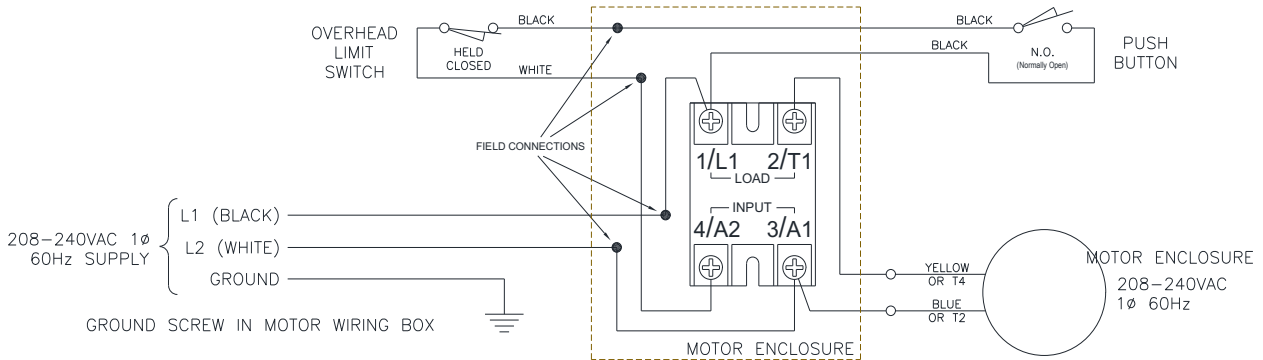 OVERHEAD
LIMIT
SWITCH
BLACK
HELD
CLOSED
WHITE
BLACK
BLACK
N.O.
(Normally Open)
PUSH
BUTTON
FIELD CONNECTIONS
1/L1 2/T1
LOAD
INPUT
4/A2 3/A1
208-240VAC 1ø
60Hz SUPPLY
L1 (BLACK)
L2 (WHITE)
GROUND
GROUND SCREW IN MOTOR WIRING BOX
YELLOW
OR T4
BLUE
OR T2
MOTOR ENCLOSURE
208-240VAC
1ø 60Hz
MOTOR ENCLOSURE